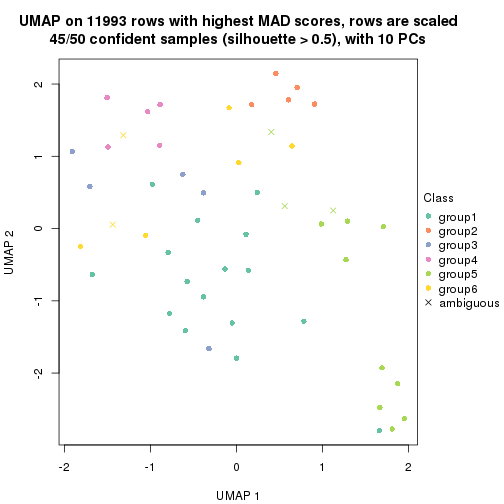 UMAP on 11993 rows with highest MAD scores, rows are scaled
45/50 confident samples (silhouette > 0.5), with 10 PCs
2
1
0
-1
-2
UMAP 2
-2
-1
0
1
2
UMAP 1
Class
group1
group2
group3
group4
group5
group6
ambiguous